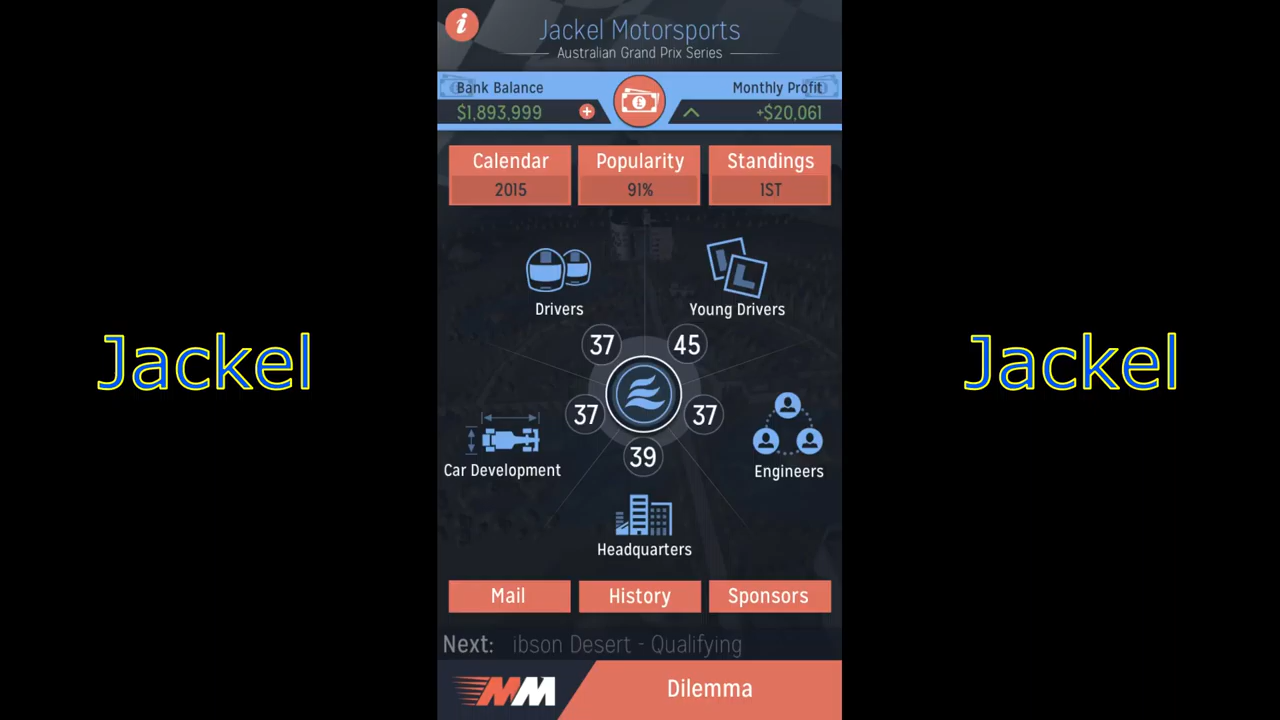 i
Jackel Motorsports
Australian Grand Prix Series
Bank Balance
Monthly Profit
$1,893,999
+$20,061
Calendar
Popularity
Standings
2015
91%
1ST
Drivers
Young Drivers
37
45
Jackel
Jackel
37
37
39
Car Development
Engineers
Headquarters
Mail
History
Sponsors
Next: ibson Desert - Qualifying
MM
Dilemma